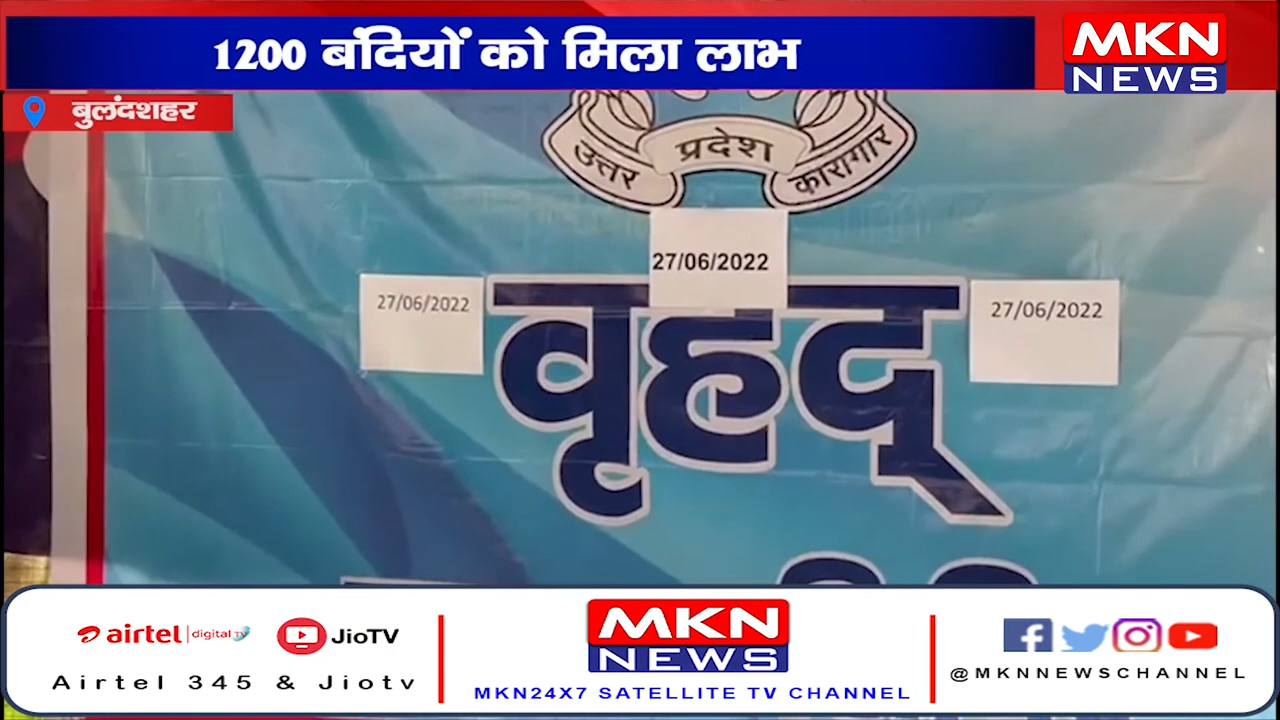 1200 बंदियों को मिला लाभ
MKN
NEWS
बुलंदशहर
उत्तर प्रदेश कारागार
27/06/2022
27/06/2022
27/06/2022
वृहद्
airtel digital TV
JioTV
Airtel 345 & Jiotv
MKN
NEWS
MKN24X7 SATELLITE TV CHANNEL
@MKNNEWSCHANNEL